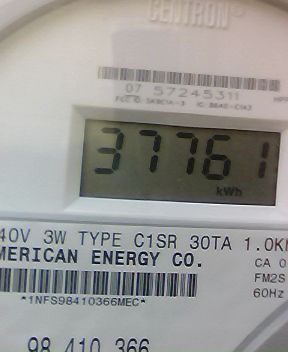 CENTRON®
07 57245311
37761
kWh
40V 3W TYPE C1SR 30TA 1.0K
MERICAN ENERGY CO.
CA 0
FM2S
60Hz
*1NFS98410366MEC*
98 410 366